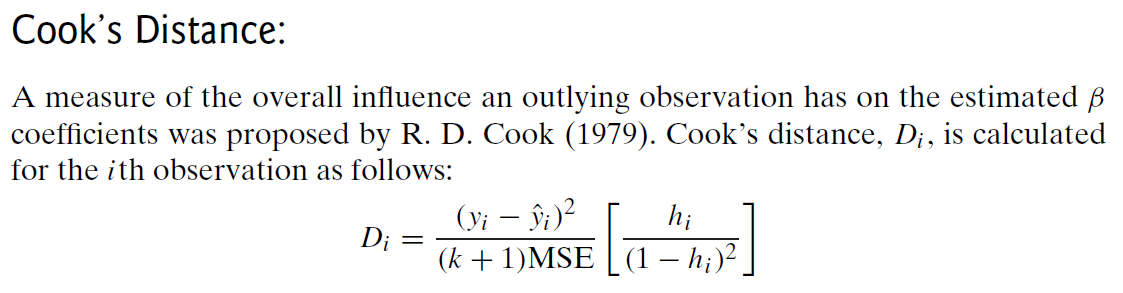 Cook's Distance:
A measure of the overall influence an outlying observation has on the estimated β
coefficients was proposed by R. D. Cook (1979). Cook's distance, Dᵢ, is calculated
for the ith observation as follows:
Dᵢ = (yᵢ − ŷᵢ)² / (k + 1)MSE [ hᵢ / (1 − hᵢ)² ]